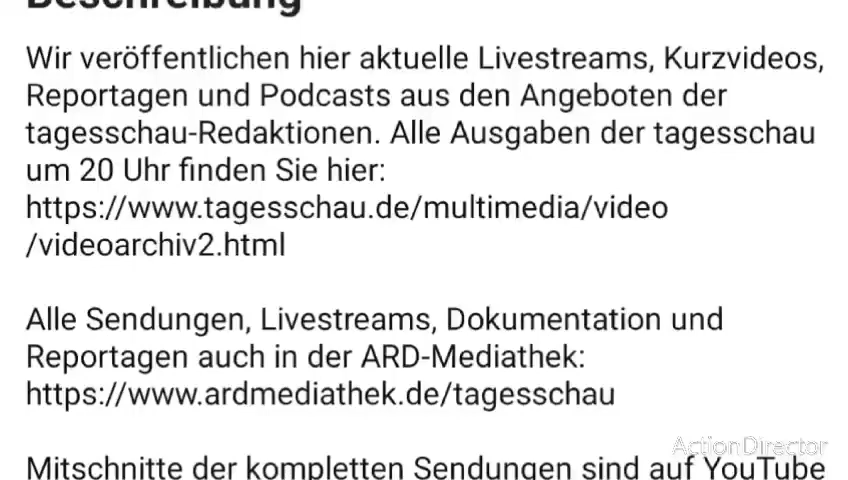 Beschreibung
Wir veröffentlichen hier aktuelle Livestreams, Kurzvideos,
Reportagen und Podcasts aus den Angeboten der
tagesschau-Redaktionen. Alle Ausgaben der tagesschau
um 20 Uhr finden Sie hier:
https://www.tagesschau.de/multimedia/video
/videoarchiv2.html
Alle Sendungen, Livestreams, Dokumentation und
Reportagen auch in der ARD-Mediathek:
https://www.ardmediathek.de/tagesschau
ActionDirector
Mitschnitte der kompletten Sendungen sind auf YouTube